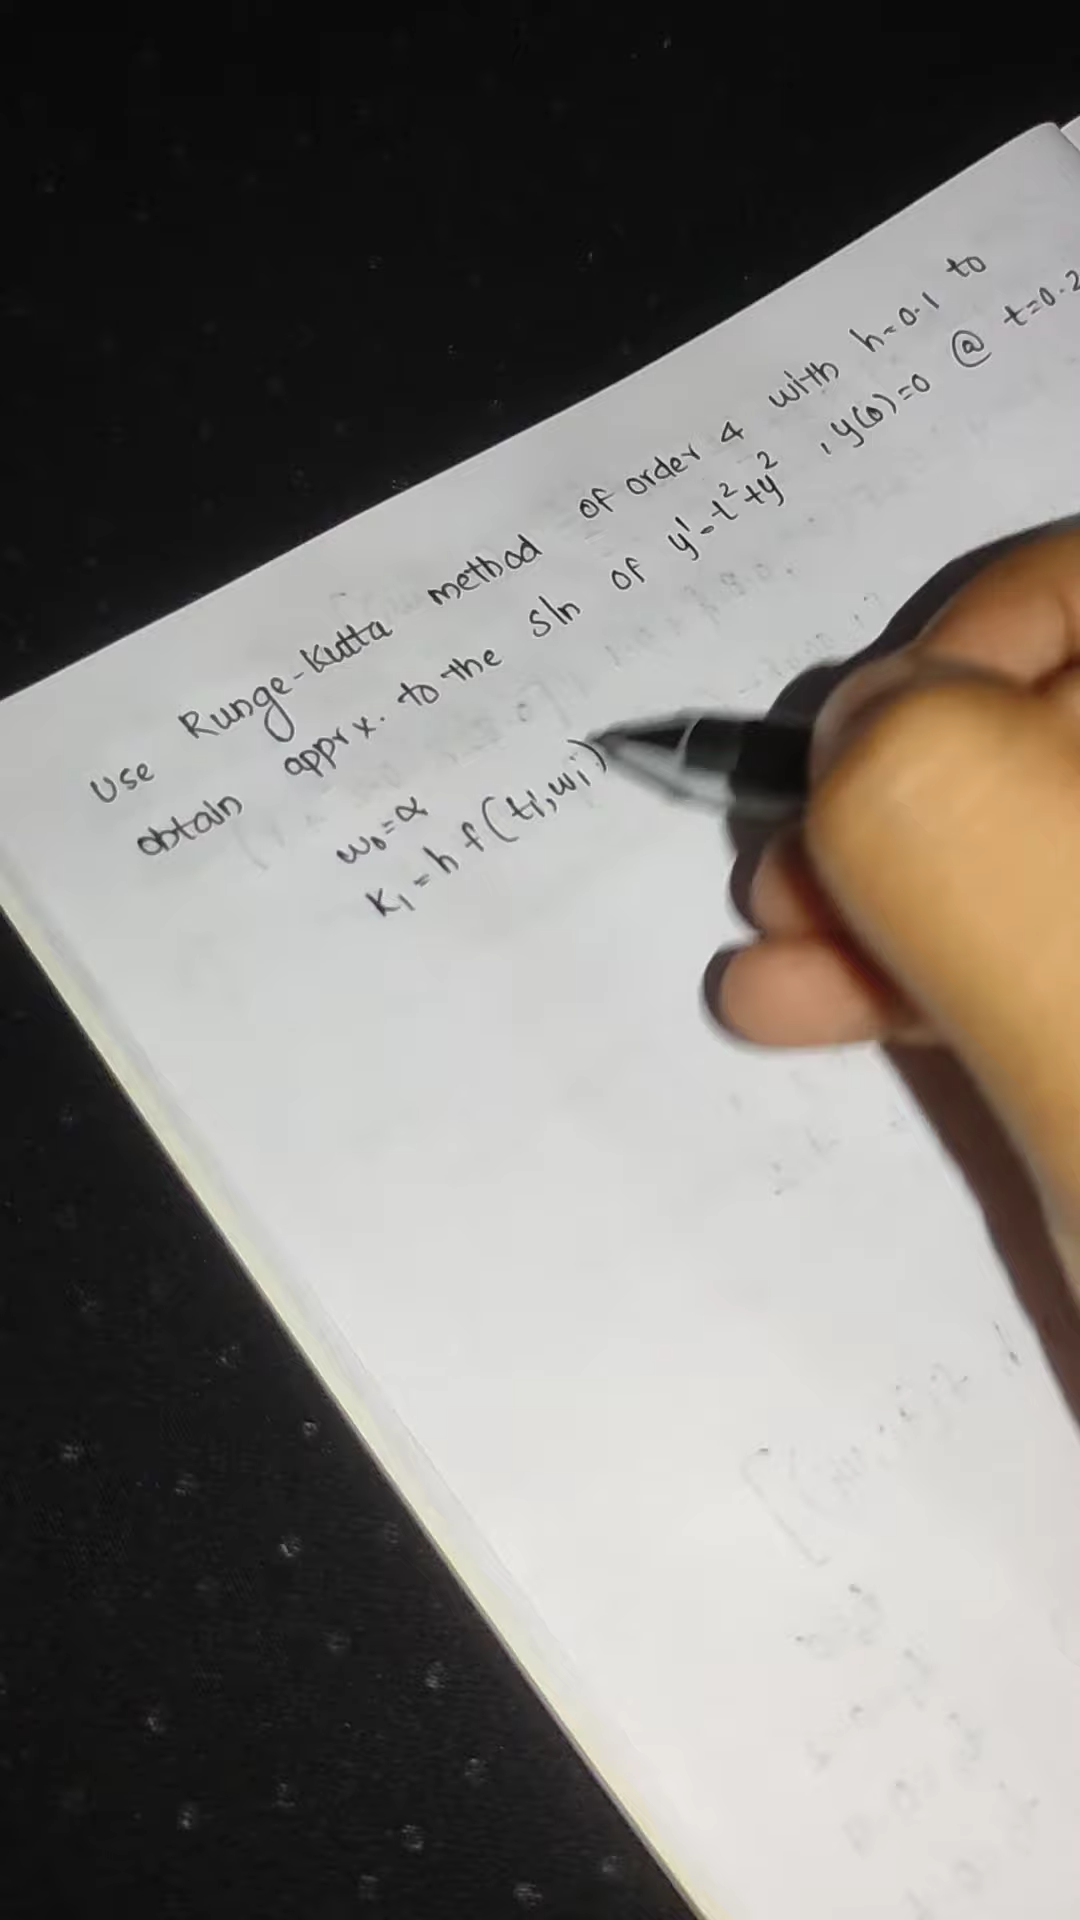 Use Runge-Kutta method of order 4 with h=0.1 to
obtain apprx. to the sln of y'=t²+y², y(0)=0 @ t=0.2
w₀=α
K₁=hf(ti,wi)